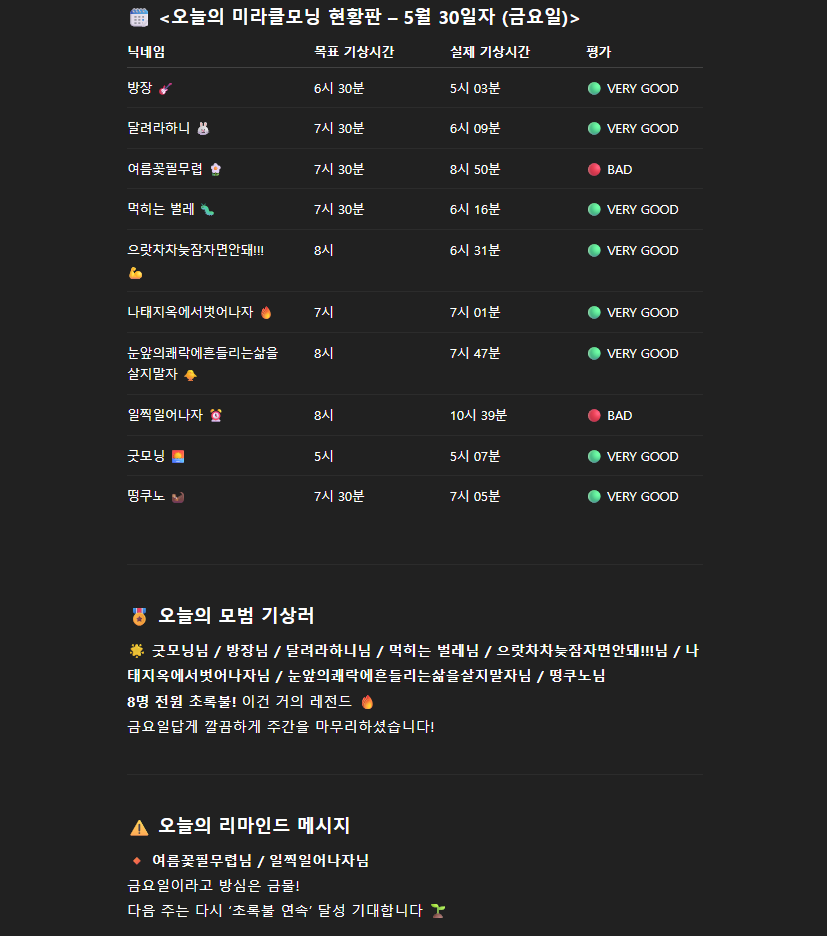 🗓️ <오늘의 미라클모닝 현황판 – 5월 30일자 (금요일)>
닉네임 목표 기상시간 실제 기상시간 평가
방장 🎸 6시 30분 5시 03분 🟢 VERY GOOD
달려라하니 🐰 7시 30분 6시 09분 🟢 VERY GOOD
여름꽃필무렵 🌸 7시 30분 8시 50분 🔴 BAD
먹히는 벌레 🐛 7시 30분 6시 16분 🟢 VERY GOOD
으랏차차늦잠자면안돼!!! 8시 6시 31분 🟢 VERY GOOD
💪
나태지옥에서벗어나자 🔥 7시 7시 01분 🟢 VERY GOOD
눈앞의쾌락에흔들리는삶을 8시 7시 47분 🟢 VERY GOOD
살지말자 🐥
일찍일어나자 ⏰ 8시 10시 39분 🔴 BAD
굿모닝 🌅 5시 5시 07분 🟢 VERY GOOD
떵쿠노 🦦 7시 30분 7시 05분 🟢 VERY GOOD
🏅 오늘의 모범 기상러
🌟 굿모닝님 / 방장님 / 달려라하니님 / 먹히는 벌레님 / 으랏차차늦잠자면안돼!!!님 / 나
태지옥에서벗어나자님 / 눈앞의쾌락에흔들리는삶을살지말자님 / 떵쿠노님
8명 전원 초록불! 이건 거의 레전드 🔥
금요일답게 깔끔하게 주간을 마무리하셨습니다!
⚠️ 오늘의 리마인드 메시지
🔸 여름꽃필무렵님 / 일찍일어나자님
금요일이라고 방심은 금물!
다음 주는 다시 ‘초록불 연속’ 달성 기대합니다 🌱